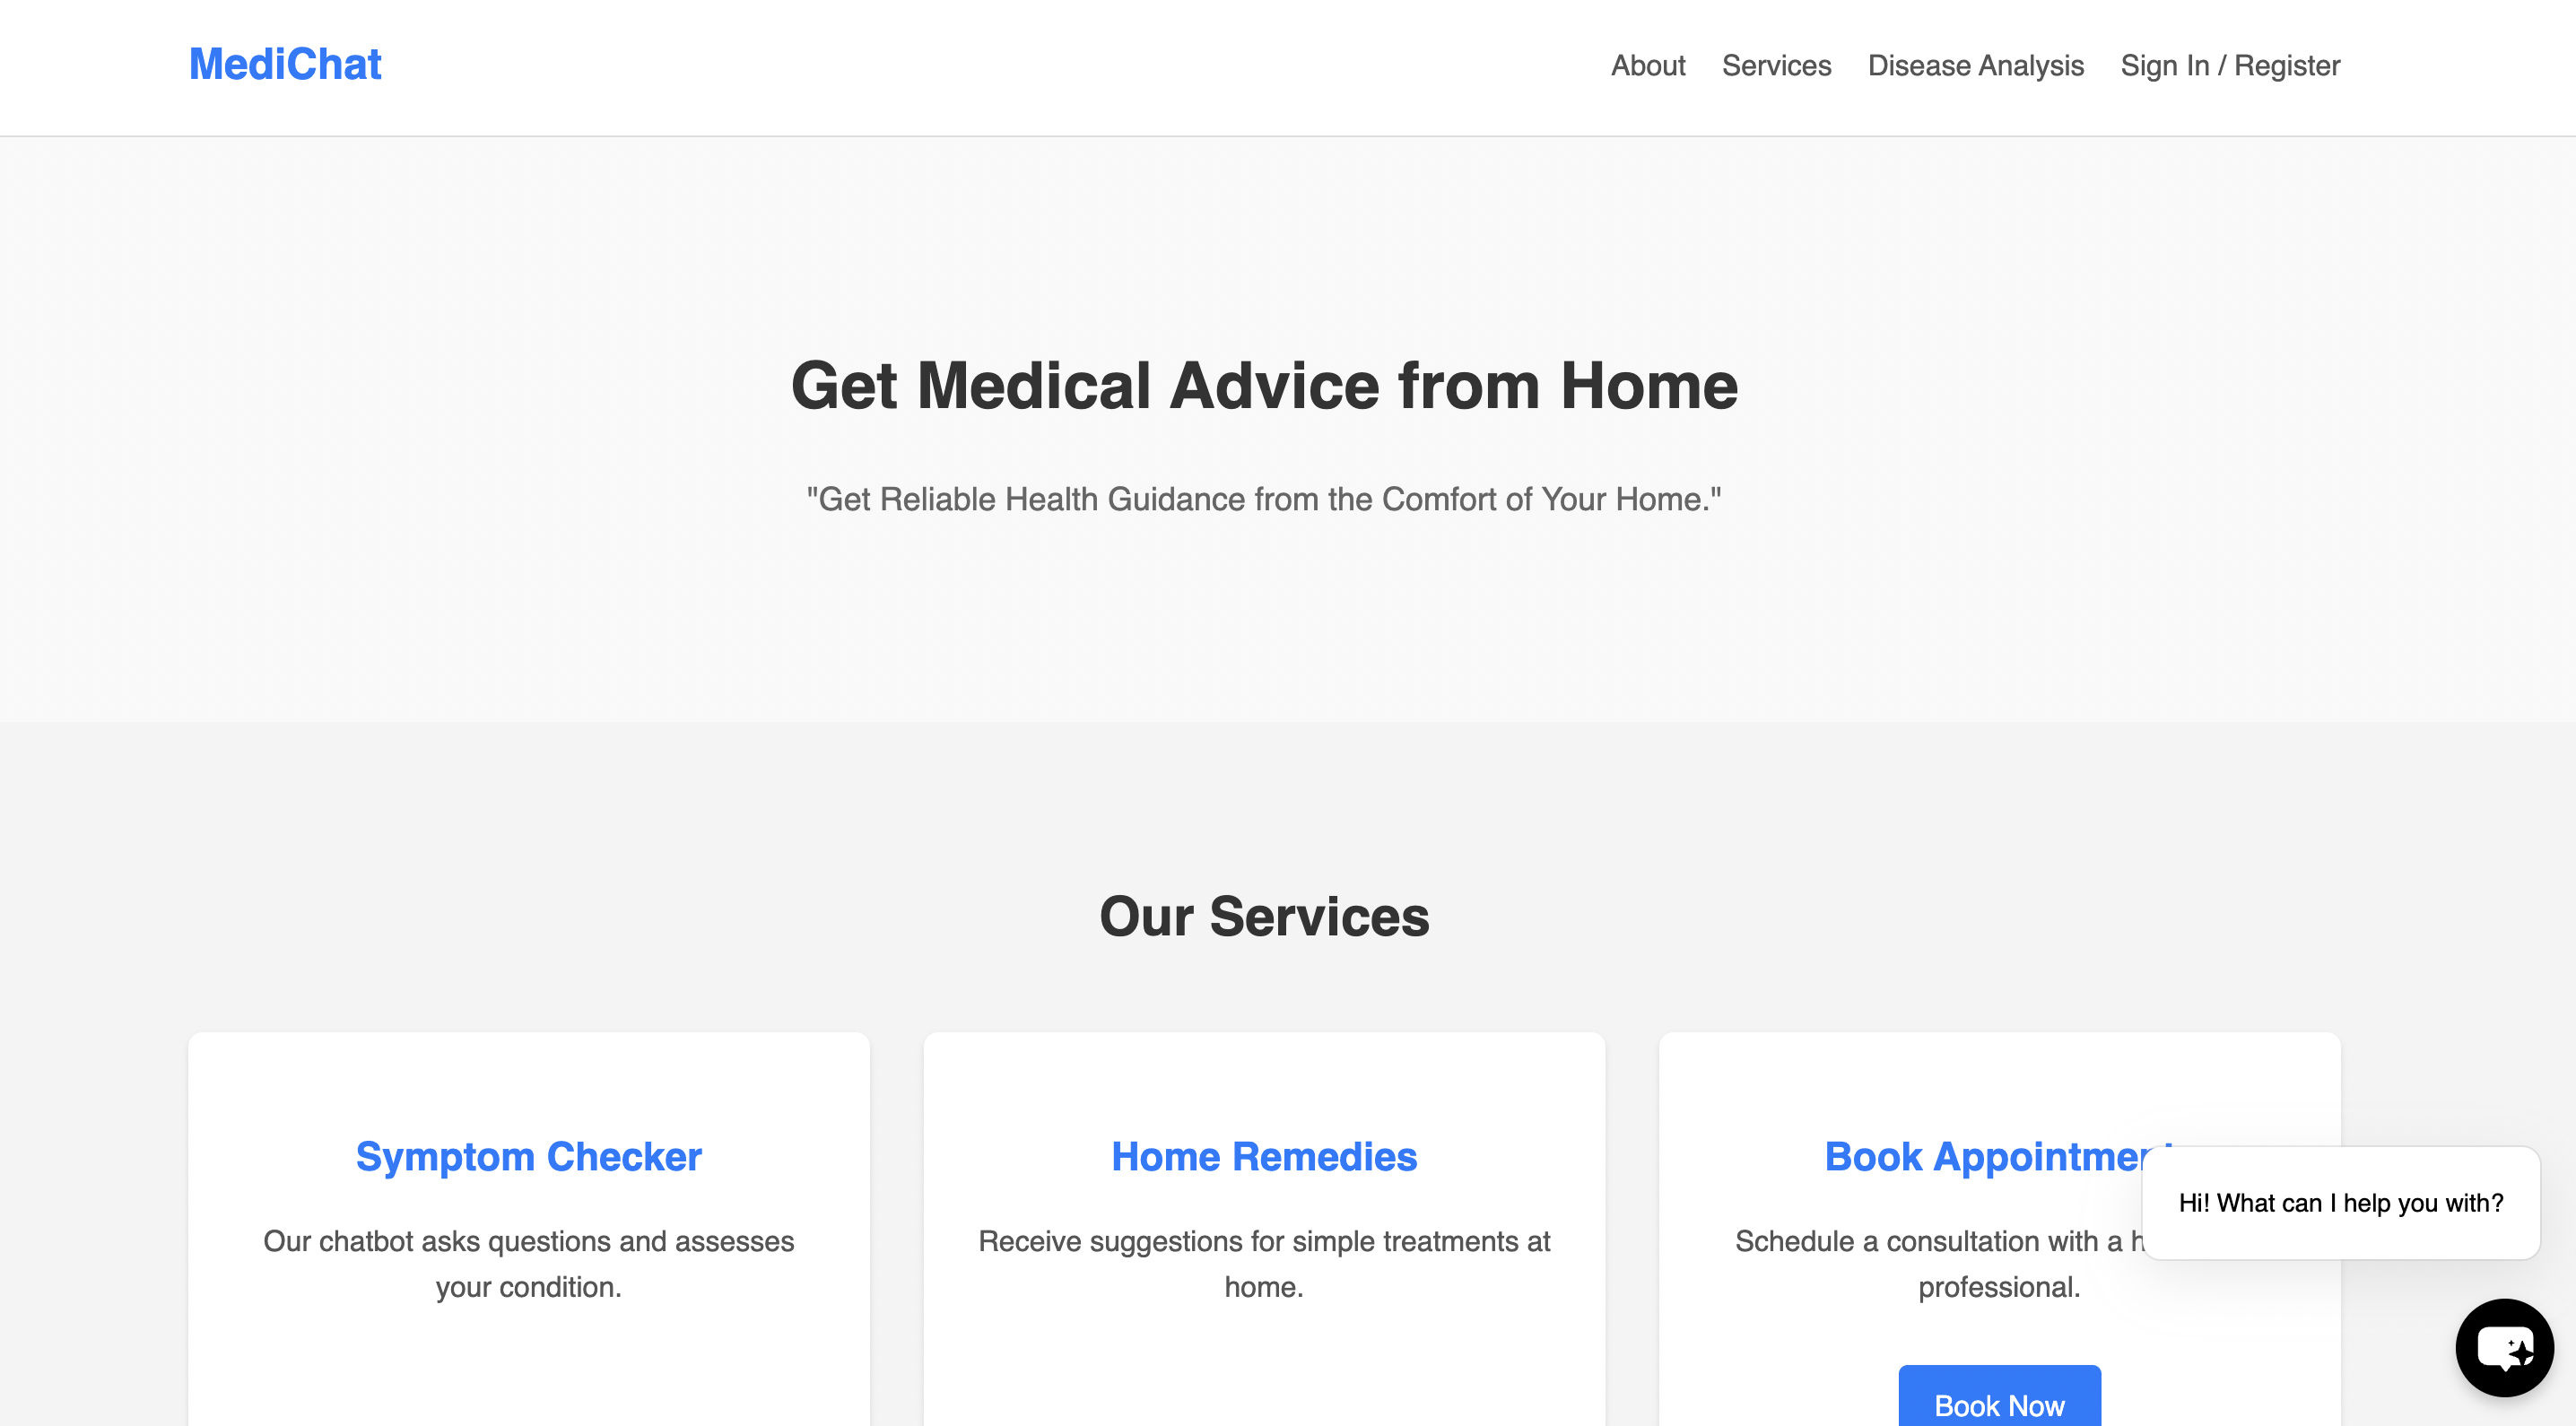 MediChat
About Services Disease Analysis Sign In / Register
Get Medical Advice from Home
"Get Reliable Health Guidance from the Comfort of Your Home."
Our Services
Symptom Checker
Our chatbot asks questions and assesses
your condition.
Home Remedies
Receive suggestions for simple treatments at
home.
Book
Schedule a consultation with a
professional.
Book Now
Hi! What can I help you with?